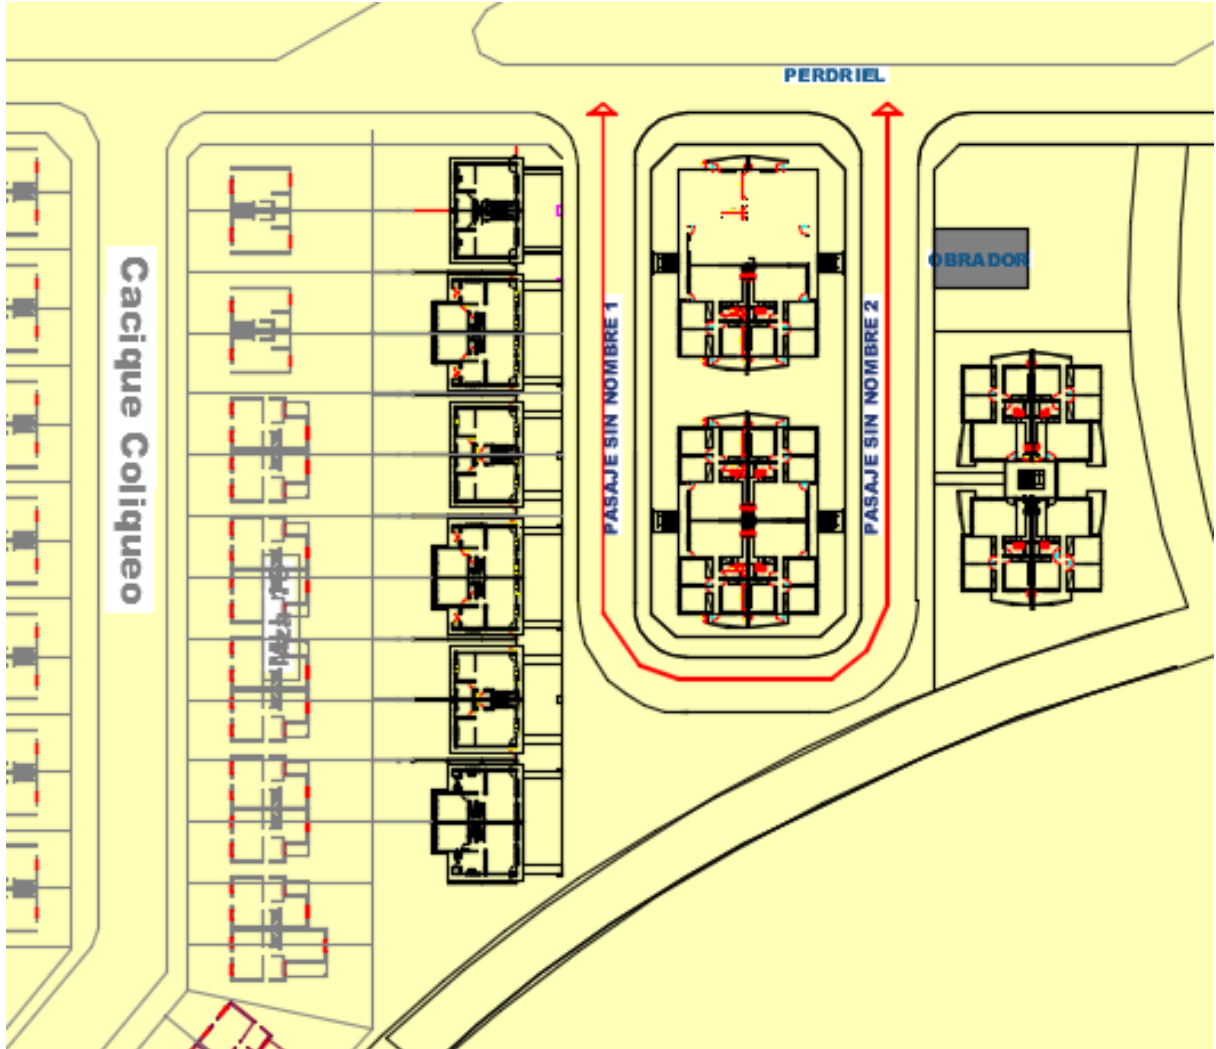 PERDRIEL
OBRADOR
Cacique Coliqueo
PASAJE SIN NOMBRE 1
PASAJE SIN NOMBRE 2